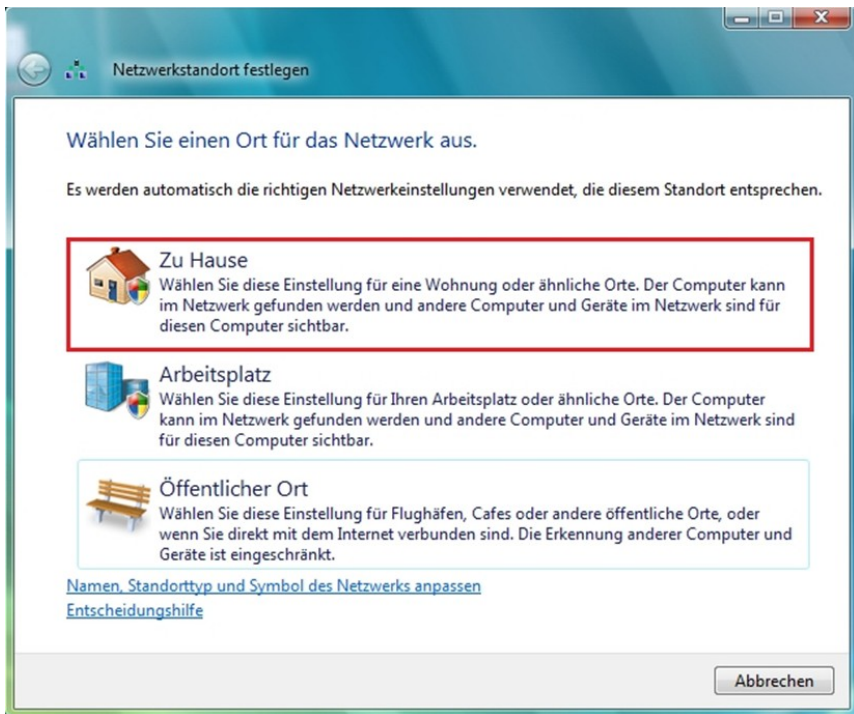 Netzwerkstandort festlegen
Wählen Sie einen Ort für das Netzwerk aus.
Es werden automatisch die richtigen Netzwerkeinstellungen verwendet, die diesem Standort entsprechen.
Zu Hause
Wählen Sie diese Einstellung für eine Wohnung oder ähnliche Orte. Der Computer kann
im Netzwerk gefunden werden und andere Computer und Geräte im Netzwerk sind für
diesen Computer sichtbar.
Arbeitsplatz
Wählen Sie diese Einstellung für Ihren Arbeitsplatz oder ähnliche Orte. Der Computer
kann im Netzwerk gefunden werden und andere Computer und Geräte im Netzwerk sind
für diesen Computer sichtbar.
Öffentlicher Ort
Wählen Sie diese Einstellung für Flughäfen, Cafes oder andere öffentliche Orte, oder
wenn Sie direkt mit dem Internet verbunden sind. Die Erkennung anderer Computer und
Geräte ist eingeschränkt.
Namen, Standorttyp und Symbol des Netzwerks anpassen
Entscheidungshilfe
Abbrechen